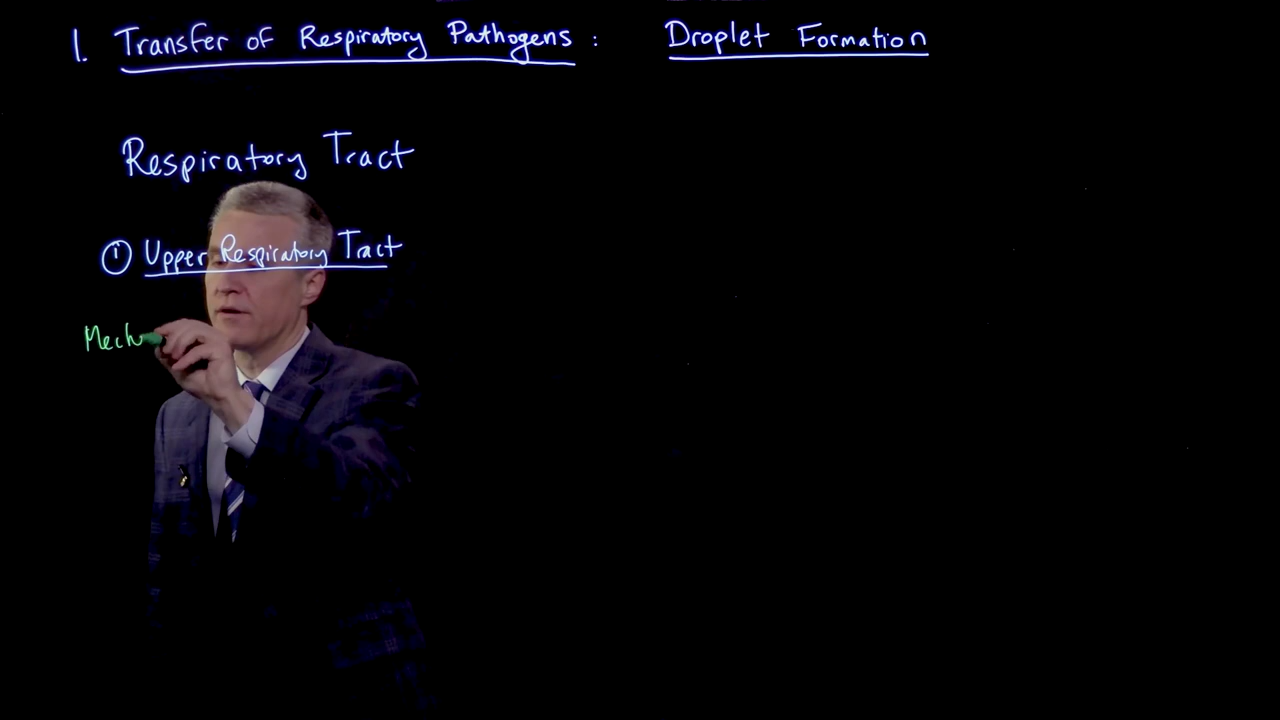 1. Transfer of Respiratory Pathogens : Droplet Formation
Respiratory Tract
① Upper Respiratory Tract
Mech